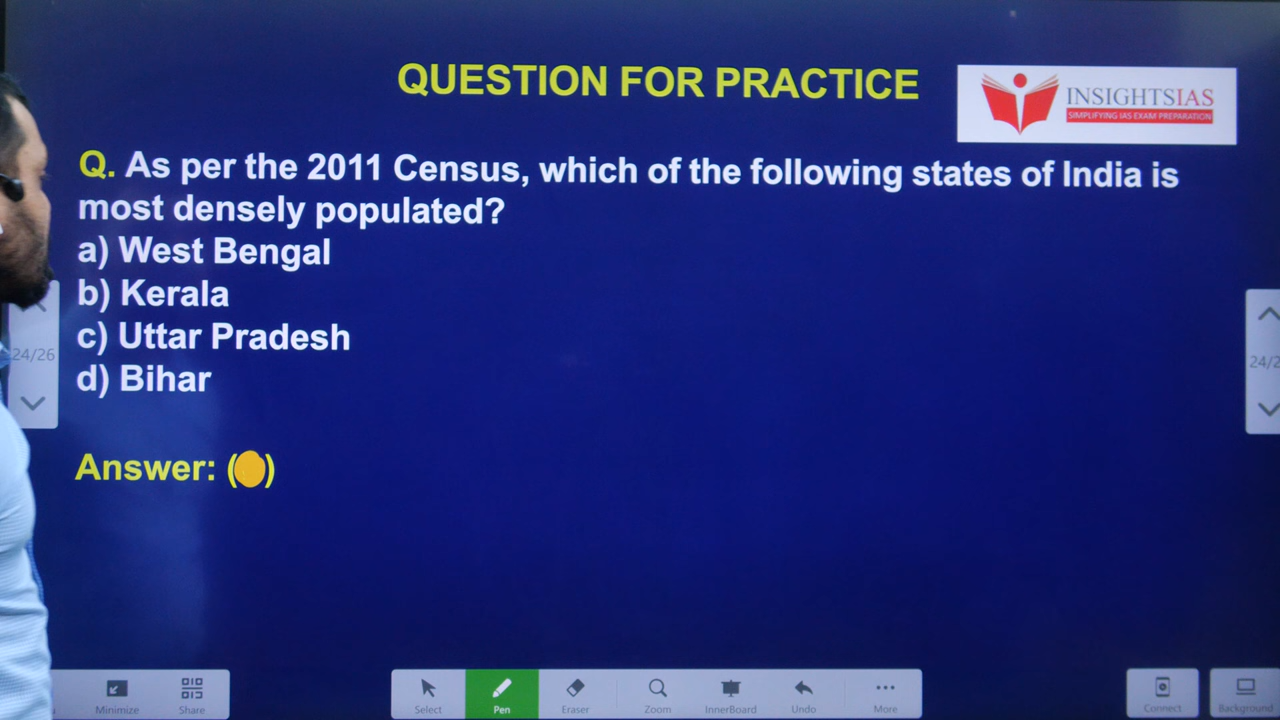 QUESTION FOR PRACTICE
INSIGHTSIAS
SIMPLIFYING IAS EXAM PREPARATION
Q. As per the 2011 Census, which of the following states of India is
most densely populated?
a) West Bengal
b) Kerala
c) Uttar Pradesh
d) Bihar
24/26
24/2
Answer: ( )
Minimize
Share
Select
Pen
Eraser
Zoom
InnerBoard
Undo
More
Connect
Background